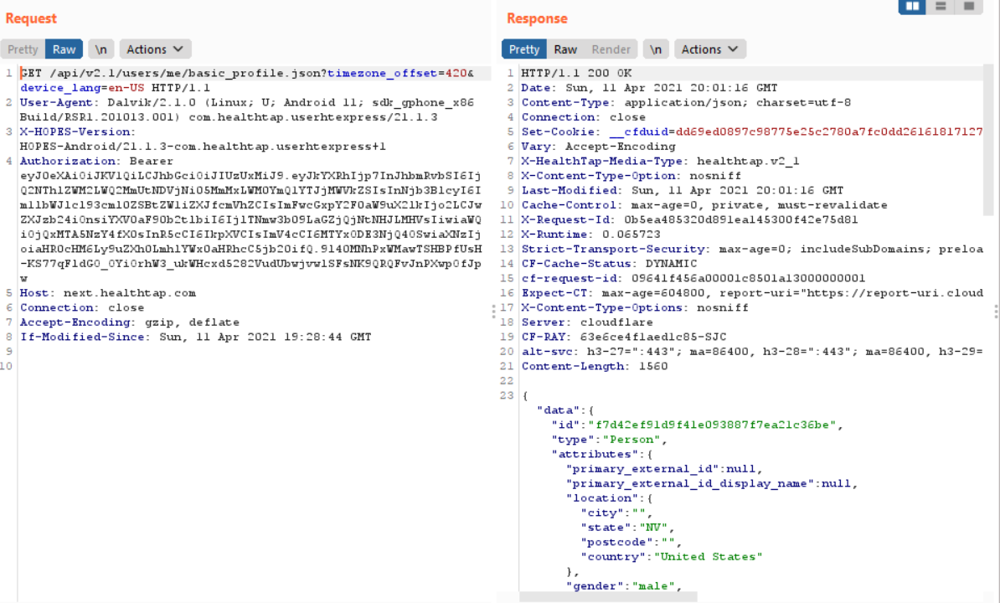 Request
Pretty
Raw
\n
Actions
1 GET /api/v2.1/users/me/basic_profile.json?timezone_offset=420&
device_lang=en-US HTTP/1.1
2 User-Agent: Dalvik/2.1.0 (Linux; U; Android 11; sdk_gphone_x86
Build/RSR1.201013.001) com.healthtap.userhtexpress/21.1.3
3 X-HOPES-Version:
HOPES-Android/21.1.3-com.healthtap.userhtexpress+1
4 Authorization: Bearer
5 Host: next.healthtap.com
6 Connection: close
7 Accept-Encoding: gzip, deflate
8 If-Modified-Since: Sun, 11 Apr 2021 19:28:44 GMT
9
10
Response
Pretty
Raw
Render
\n
Actions
1 HTTP/1.1 200 OK
2 Date: Sun, 11 Apr 2021 20:01:16 GMT
3 Content-Type: application/json; charset=utf-8
4 Connection: close
5 Set-Cookie: __cfduid=dd69ed0897c98775e25c2780a7fc0dd26161817127
6 Vary: Accept-Encoding
7 X-HealthTap-Media-Type: healthtap.v2_1
8 X-Content-Type-Option: nosniff
9 Last-Modified: Sun, 11 Apr 2021 20:01:16 GMT
10 Cache-Control: max-age=0, private, must-revalidate
11 X-Request-Id: 0b5ea485320d891ea145300f42e75d81
12 X-Runtime: 0.065723
13 Strict-Transport-Security: max-age=0; includeSubDomains; preloa
14 CF-Cache-Status: DYNAMIC
15 cf-request-id: 09641f456a00001c8501a13000000001
16 Expect-CT: max-age=604800, report-uri="https://report-uri.cloud
17 X-Content-Type-Options: nosniff
18 Server: cloudflare
19 CF-RAY: 63e6ce4f1aed1c85-SJC
20 alt-svc: h3-27=":443"; ma=86400, h3-28=":443"; ma=86400, h3-29=
21 Content-Length: 1560
22
23 {
"data":{
"id":"f7d42ef91d9f41e093887f7ea21c36be",
"type":"Person",
"attributes":{
"primary_external_id":null,
"primary_external_id_display_name":null,
"location":{
"city":"",
"state":"NV",
"postcode":"",
"country":"United States"
},
"gender":"male",